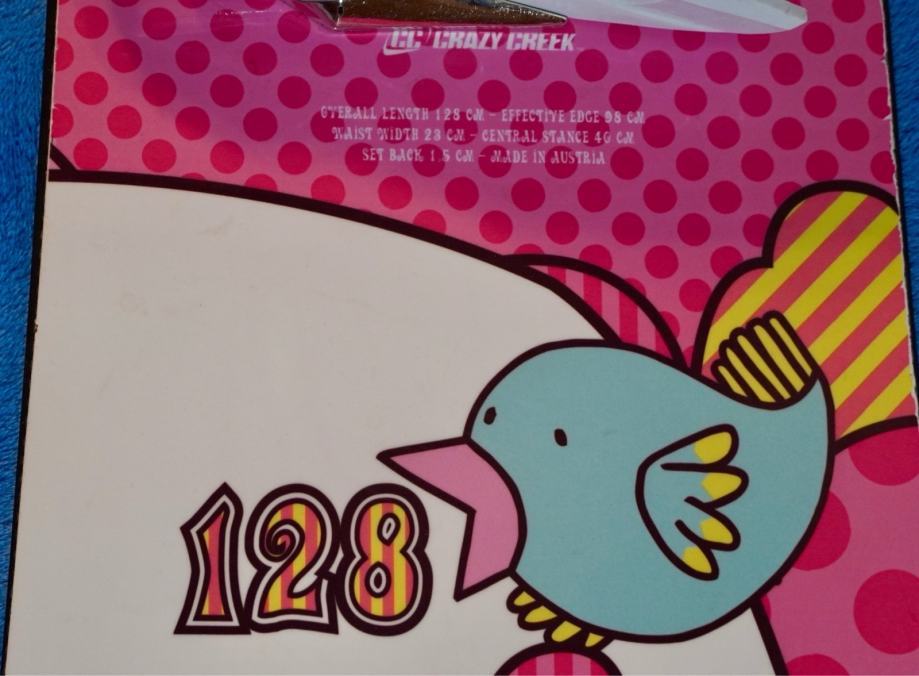 CC CRAZY CREEK
OVERALL LENGTH 128 CM - EFFECTIVE EDGE 98 CM
WAIST WIDTH 23 CM - CENTRAL STANCE 40 CM
SET BACK 1,5 CM - MADE IN AUSTRIA
128